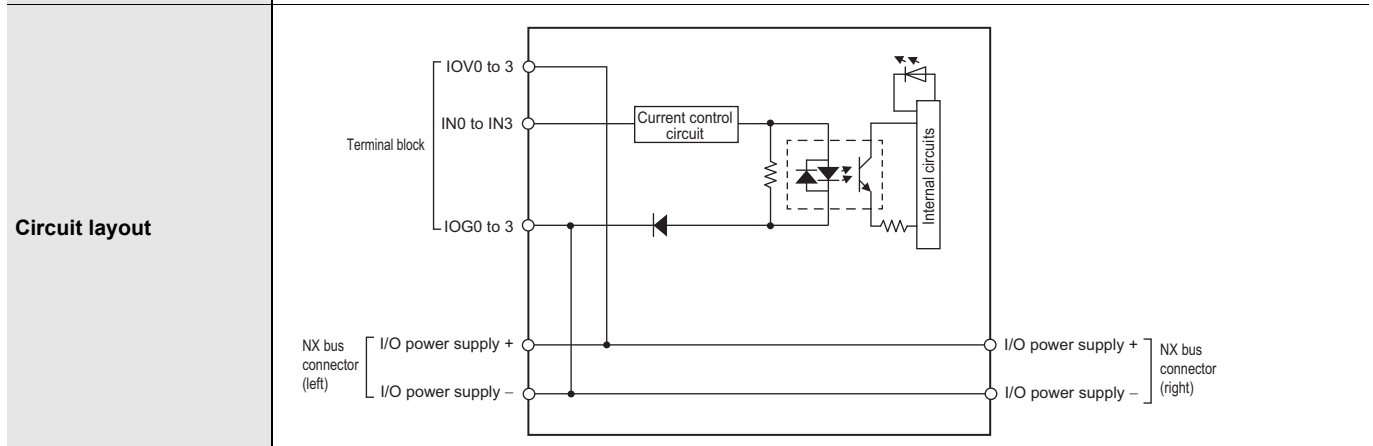 Circuit layout
Terminal block
IOV0 to 3
IN0 to IN3
IOG0 to 3
Current control
circuit
Internal circuits
NX bus
connector
(left)
I/O power supply +
I/O power supply –
I/O power supply +
I/O power supply –
NX bus
connector
(right)